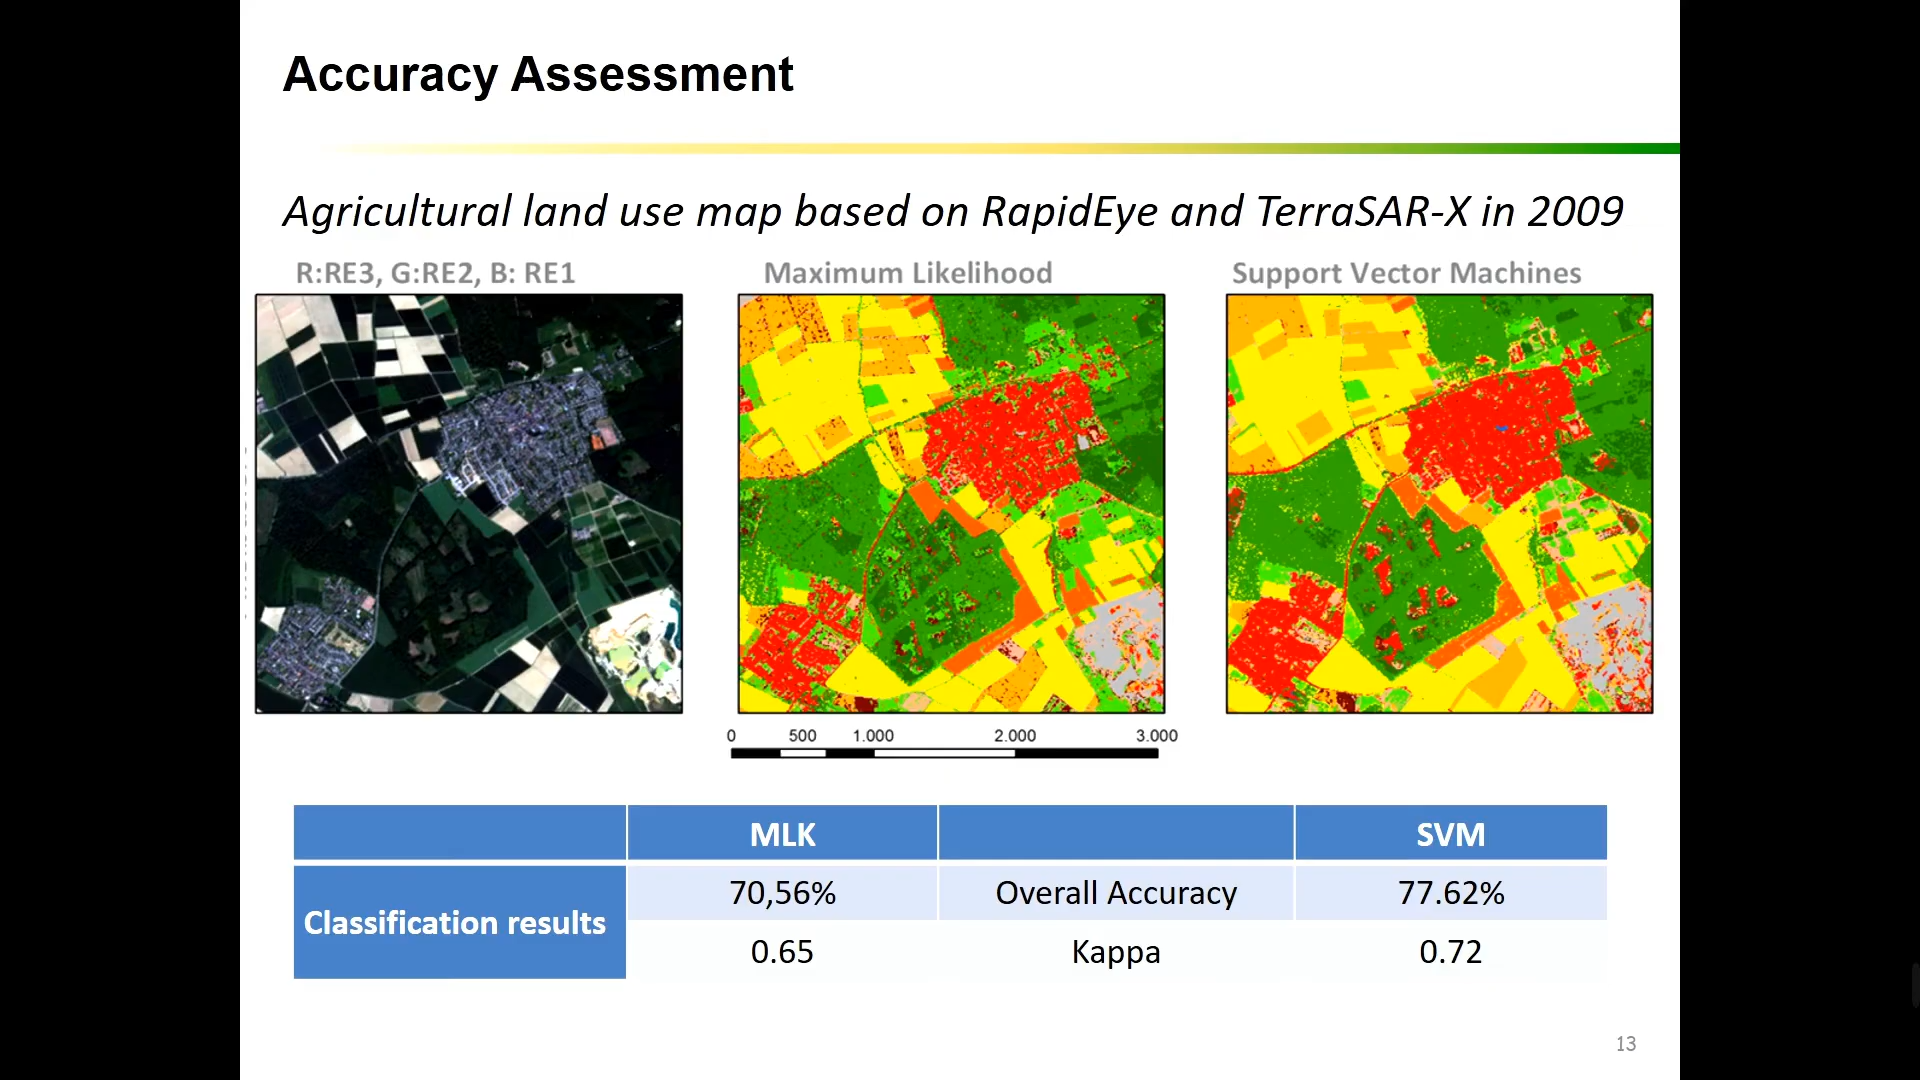 Accuracy Assessment
Agricultural land use map based on RapidEye and TerraSAR-X in 2009
R:RE3, G:RE2, B: RE1
Maximum Likelihood
Support Vector Machines
0 500 1.000 2.000 3.000
MLK SVM
Classification results
70,56% Overall Accuracy 77.62%
0.65 Kappa 0.72
13